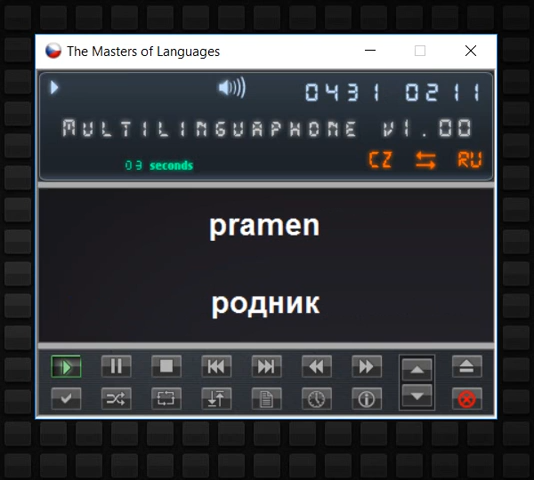 The Masters of Languages
0431 0211
MULTILINGUAPHONE V1.00
03 seconds
CZ ⇆ RU
pramen
родник